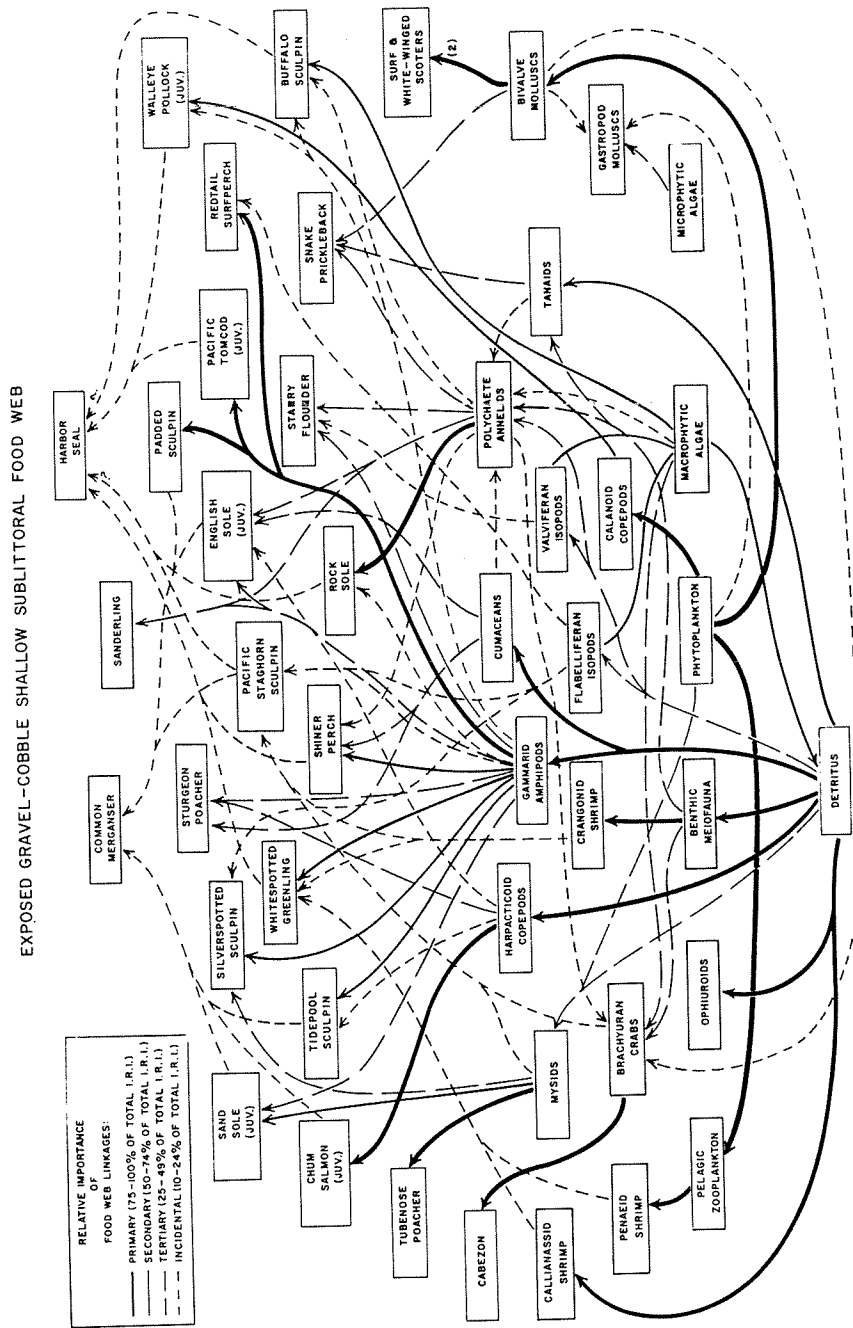 EXPOSED GRAVEL-COBBLE SHALLOW SUBLITTORAL FOOD WEB
RELATIVE IMPORTANCE
OF
FOOD WEB LINKAGES:
PRIMARY (75-100% OF TOTAL I.R.I.)
SECONDARY (50-74% OF TOTAL I.R.I.)
TERTIARY (25-49% OF TOTAL I.R.I.)
INCIDENTAL (10-24% OF TOTAL I.R.I.)
HARBOR
SEAL
COMMON
MERGANSER
SANDERLING
PADDED
SCULPIN
PACIFIC
TOMCOD
(JUV.)
REDTAIL
SURFPERCH
WALLEYE
POLLOCK
(JUV.)
SAND
SOLE
(JUV.)
SILVERSPOTTED
SCULPIN
STURGEON
POACHER
PACIFIC
STAGHORN
SCULPIN
ENGLISH
SOLE
(JUV.)
STARRY
FLOUNDER
SNAKE
PRICKLEBACK
BUFFALO
SCULPIN
CHUM
SALMON
(JUV.)
TIDEPOOL
SCULPIN
WHITESPOTTED
GREENLING
SHINER
PERCH
ROCK
SOLE
SURF &
WHITE-WINGED
SCOTERS
(2)
TUBENOSE
POACHER
CABEZON
CALLIANASSID
SHRIMP
MYSIDS
HARPACTICOID
COPEPODS
GAMMARID
AMPHIPODS
CUMACEANS
POLYCHAETE
ANNELIDS
TANAIDS
BIVALVE
MOLLUSCS
PENAEID
SHRIMP
BRACHYURAN
CRABS
CRANGONID
SHRIMP
FLABELLIFERAN
ISOPODS
VALVIFERAN
ISOPODS
CALANOID
COPEPODS
GASTROPOD
MOLLUSCS
PELAGIC
ZOOPLANKTON
OPHIUROIDS
BENTHIC
MEIOFAUNA
PHYTOPLANKTON
MACROPHYTIC
ALGAE
MICROPHYTIC
ALGAE
DETRITUS